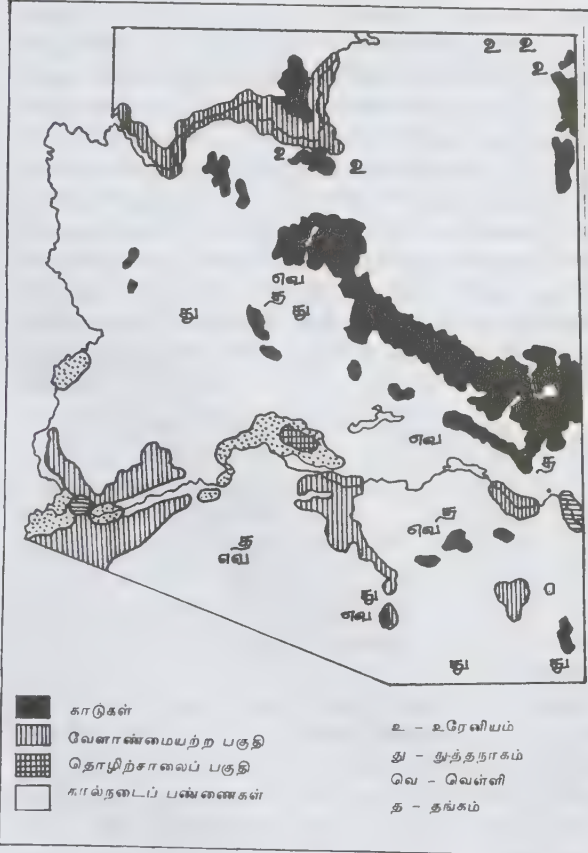 உ உ
உ
உ உ
வெ
த
து து
வெ
த
த
வெ
த
வெ
து
வெ
து து
காடுகள்
வேளாண்மையற்ற பகுதி
தொழிற்சாலைப் பகுதி
கால்நடைப் பண்ணைகள்
உ - உரேனியம்
து - துத்தநாகம்
வெ - வெள்ளி
த - தங்கம்